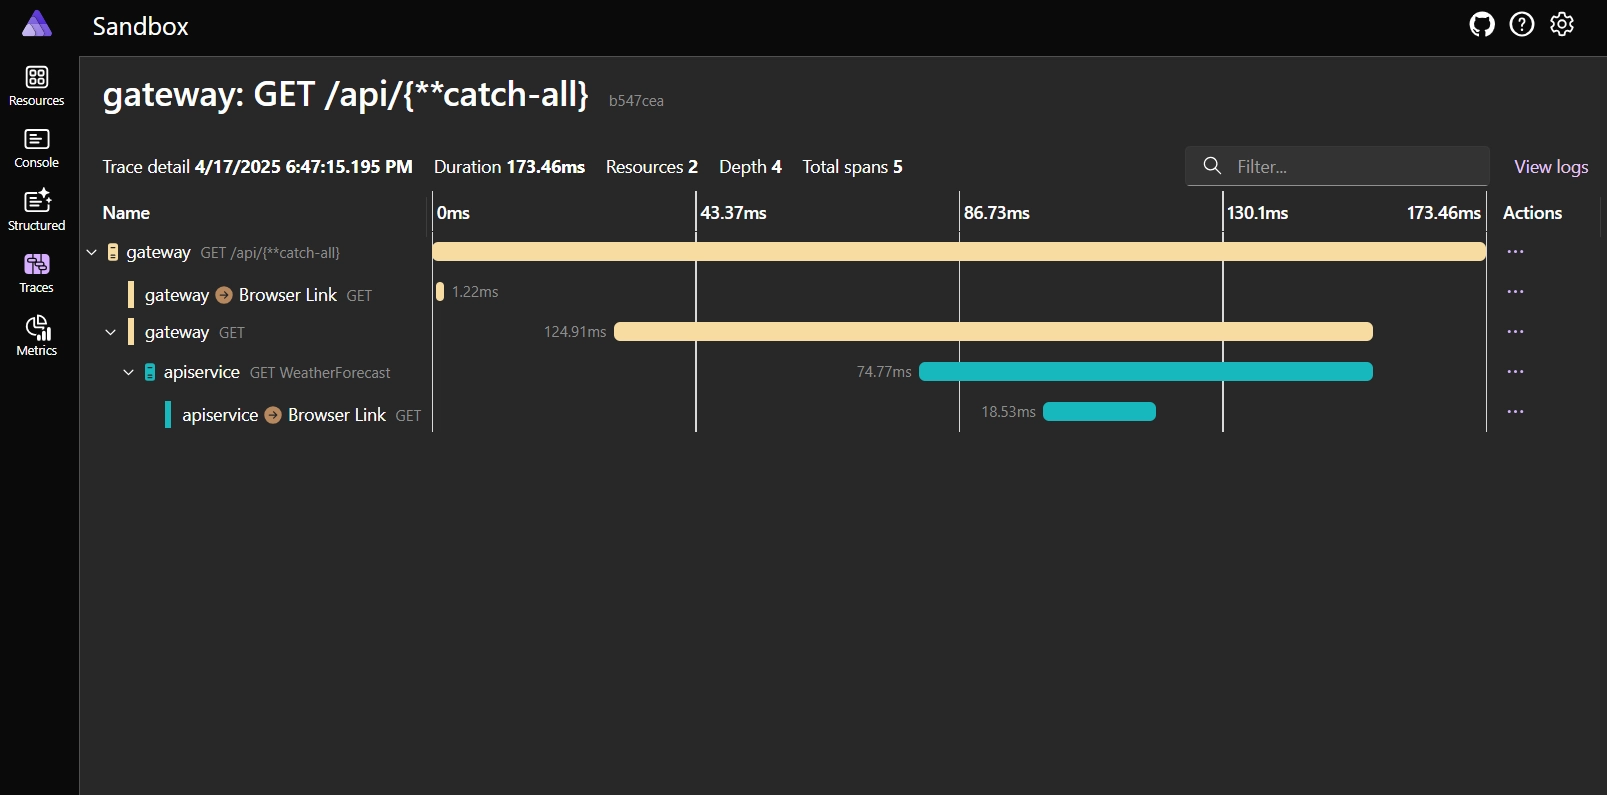 Sandbox
Resources
Console
Structured
Traces
Metrics
gateway: GET /api/{**catch-all} b547cea
Trace detail 4/17/2025 6:47:15.195 PM Duration 173.46ms Resources 2 Depth 4 Total spans 5 Filter... View logs
Name 0ms 43.37ms 86.73ms 130.1ms 173.46ms Actions
gateway GET /api/{**catch-all}
gateway Browser Link GET 1.22ms
gateway GET 124.91ms
apiservice GET WeatherForecast 74.77ms
apiservice Browser Link GET 18.53ms